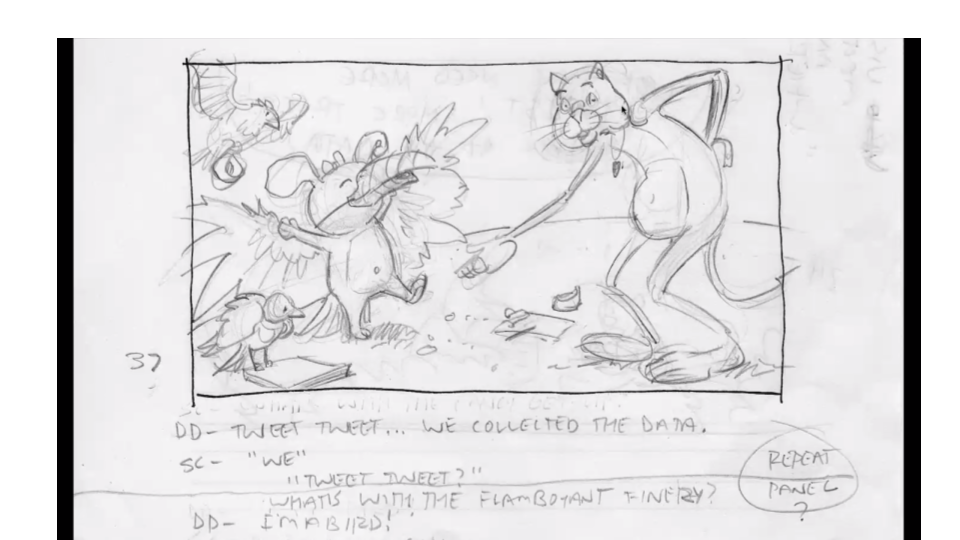 37
DD- TWEET TWEET... WE COLLECTED THE DATA.
SC- "WE"
"TWEET TWEET?"
WHAT'S WITH THE FLAMBOYANT FINERY?
DD- I'M A BIRD!
REPEAT
PANEL
?